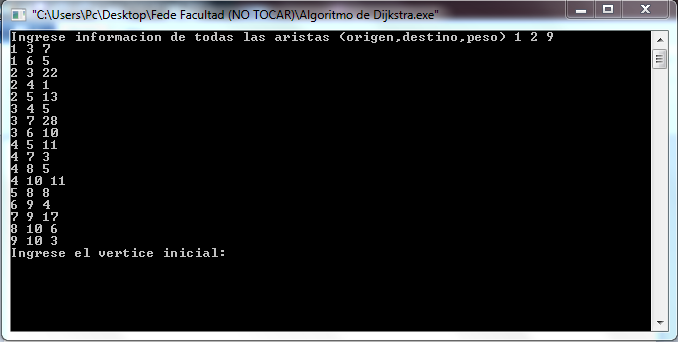 "C:\Users\Pc\Desktop\Fede Facultad (NO TOCAR)\Algoritmo de Dijkstra.exe"
Ingrese informacion de todas las aristas (origen,destino,peso) 1 2 9
1 3 7
1 6 5
2 3 22
2 4 1
2 5 13
3 4 5
3 7 28
3 6 10
4 5 11
4 7 3
4 8 5
4 10 11
5 8 8
6 9 4
7 9 17
8 10 6
9 10 3
Ingrese el vertice inicial: